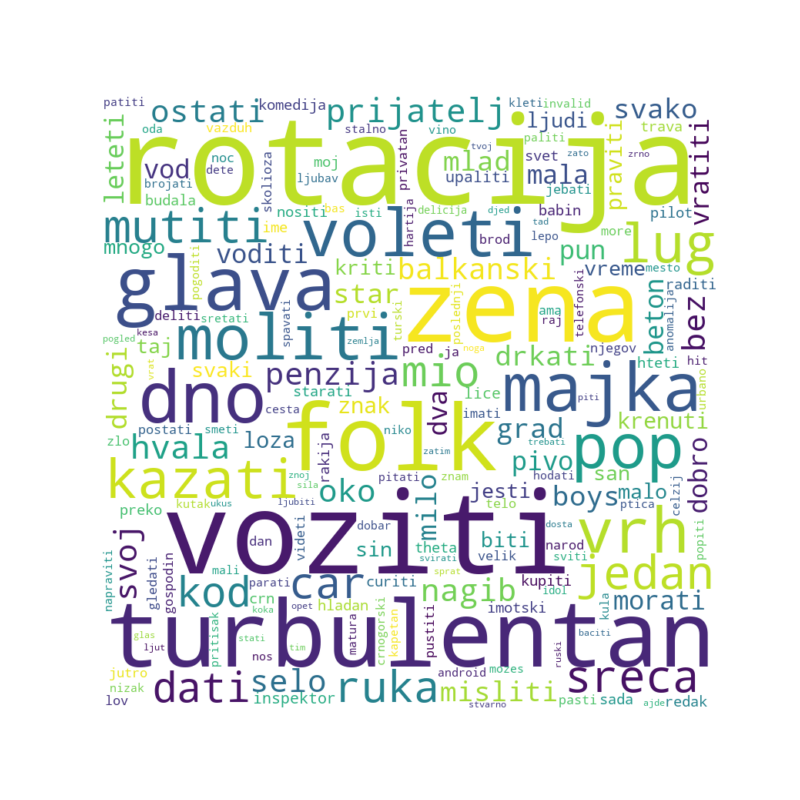 patiti ostati komedija prijatelj kleti invalid svako
oda vazduh stalno vino ljudi paliti trava
leteti rotacija vratiti
vod noc skolioza moj privatan mlad tvoj svet zato zrno praviti
brojati dete ljubav upaliti mala
budala nositi isti hartija delicija djed jebati babin pilot
mutiti ime bas voleti brod lepo tad more lug
mnogo voditi pun
glava pogoditi kriti balkanski turski poslednji zena vreme mesto raditi
deliti sretati spavati star prvi ama raj telefonski beton anomalija bez
pogled kesa taj moliti zemlja pred ja noga drkati njegov hteti hit urbano
drugi vrat svaki penzija mio majka piti
dno cesta starati znak dva lice imati krenuti
postati smeti niko grad trebati
zlo hvala loza rakija folk zatim pivo pop dobro
kazati oko pitati znam hodati san
znoj sila milo jesti boys malo celzij
preko kutak ukus ljubiti voziti telo dosta ptica popiti
svoj dan videti dobar svirati vrh
napraviti mali sin theta biti velik narod sviti
gledati gospodin kod parati car curiti sprat nagib kupiti idol jedan
crn koka hladan imotski kula morati
pritisak opet crnogorski kapetan pustiti baciti
glas stati turbulentan
ljut nos tim matura ruski
jutro dati selo ruka android mozes sreca
nizak misliti
lov inspektor stvarno pasti sada ajde redak